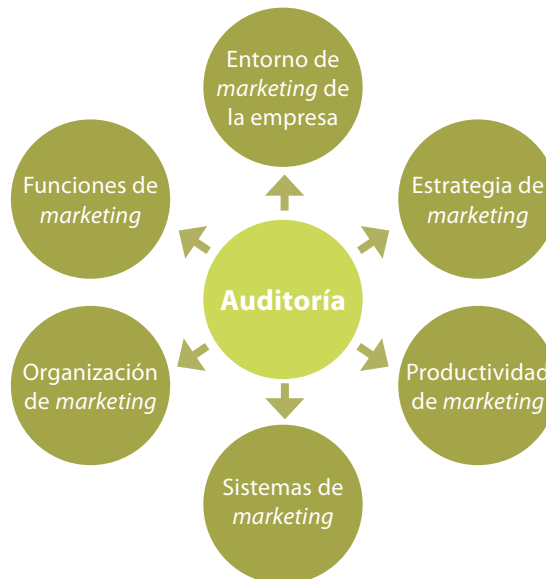 Entorno de
marketing de
la empresa
Funciones de
marketing
Estrategia de
marketing
Auditoría
Organización
de marketing
Productividad
de marketing
Sistemas de
marketing